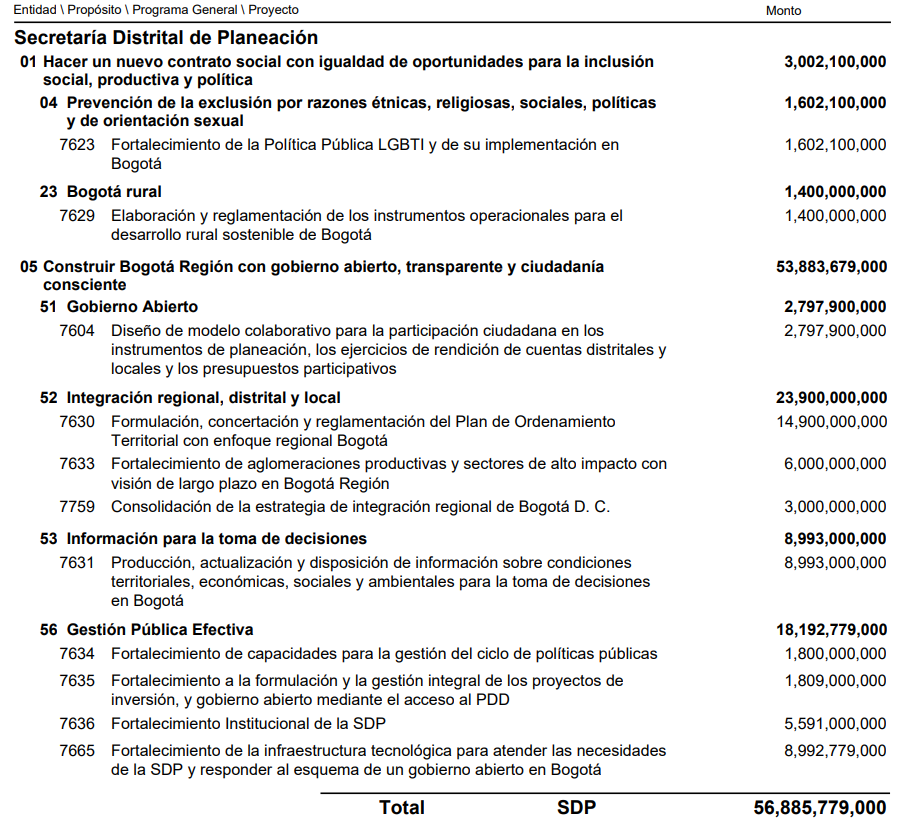 Entidad \ Propósito \ Programa General \ Proyecto Monto
Secretaría Distrital de Planeación
01 Hacer un nuevo contrato social con igualdad de oportunidades para la inclusión 3,002,100,000
social, productiva y política
04 Prevención de la exclusión por razones étnicas, religiosas, sociales, políticas 1,602,100,000
y de orientación sexual
7623 Fortalecimiento de la Política Pública LGBTI y de su implementación en 1,602,100,000
Bogotá
23 Bogotá rural 1,400,000,000
7629 Elaboración y reglamentación de los instrumentos operacionales para el 1,400,000,000
desarrollo rural sostenible de Bogotá
05 Construir Bogotá Región con gobierno abierto, transparente y ciudadanía 53,883,679,000
consciente
51 Gobierno Abierto 2,797,900,000
7604 Diseño de modelo colaborativo para la participación ciudadana en los 2,797,900,000
instrumentos de planeación, los ejercicios de rendición de cuentas distritales y
locales y los presupuestos participativos
52 Integración regional, distrital y local 23,900,000,000
7630 Formulación, concertación y reglamentación del Plan de Ordenamiento 14,900,000,000
Territorial con enfoque regional Bogotá
7633 Fortalecimiento de aglomeraciones productivas y sectores de alto impacto con 6,000,000,000
visión de largo plazo en Bogotá Región
7759 Consolidación de la estrategia de integración regional de Bogotá D. C. 3,000,000,000
53 Información para la toma de decisiones 8,993,000,000
7631 Producción, actualización y disposición de información sobre condiciones 8,993,000,000
territoriales, económicas, sociales y ambientales para la toma de decisiones
en Bogotá
56 Gestión Pública Efectiva 18,192,779,000
7634 Fortalecimiento de capacidades para la gestión del ciclo de políticas públicas 1,800,000,000
7635 Fortalecimiento a la formulación y la gestión integral de los proyectos de 1,809,000,000
inversión, y gobierno abierto mediante el acceso al PDD
7636 Fortalecimiento Institucional de la SDP 5,591,000,000
7665 Fortalecimiento de la infraestructura tecnológica para atender las necesidades 8,992,779,000
de la SDP y responder al esquema de un gobierno abierto en Bogotá
Total SDP 56,885,779,000